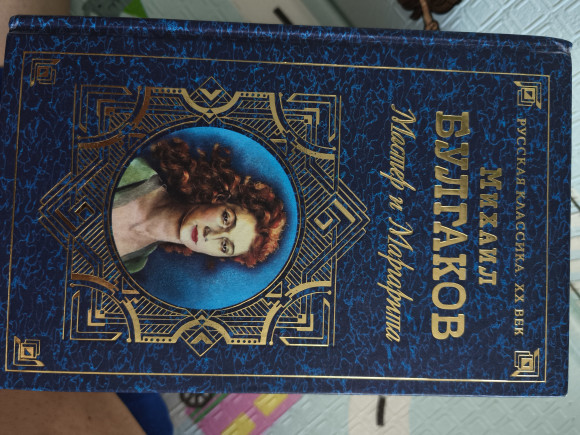 РУССКАЯ КЛАССИКА XX ВЕК
МИХАИЛ
БУЛГАКОВ
Мастер и Маргарита